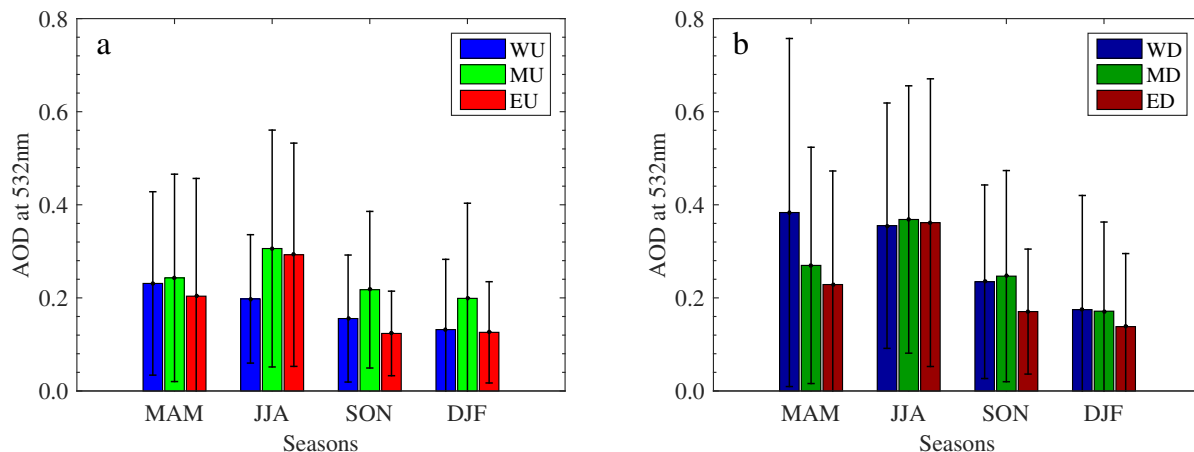 a
WU
MU
EU
AOD at 532nm
0.8
0.6
0.4
0.2
0.0
MAM JJA SON DJF
Seasons
b
WD
MD
ED
AOD at 532nm
0.8
0.6
0.4
0.2
0.0
MAM JJA SON DJF
Seasons